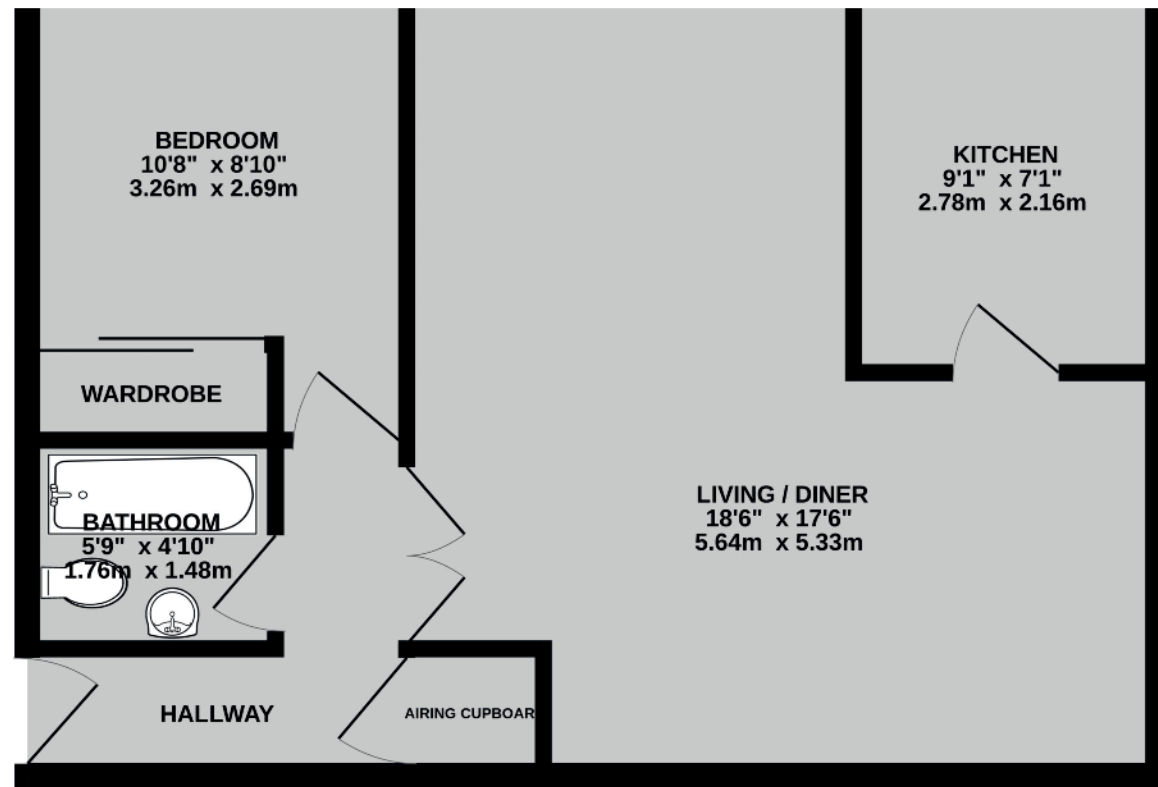 BEDROOM
10'8" x 8'10"
3.26m x 2.69m
KITCHEN
9'1" x 7'1"
2.78m x 2.16m
WARDROBE
LIVING / DINER
18'6" x 17'6"
5.64m x 5.33m
BATHROOM
5'9" x 4'10"
1.76m x 1.48m
HALLWAY
AIRING CUPBOAR